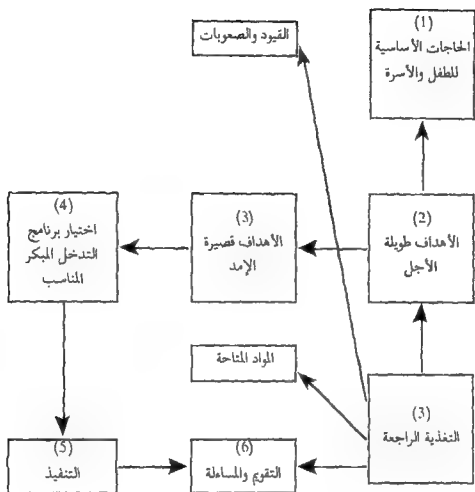 (1)
الحاجات الأساسية
للطفل والأسرة
القيود والصعوبات
(2)
الأهداف طويلة
الأجل
(3)
الأهداف قصيرة
الإمد
(4)
اختيار برنامج
التدخل المبكر
المناسب
المواد المتاحة
(3)
التغذية الراجعة
(6)
التقويم والمساءلة
(5)
التنفيذ